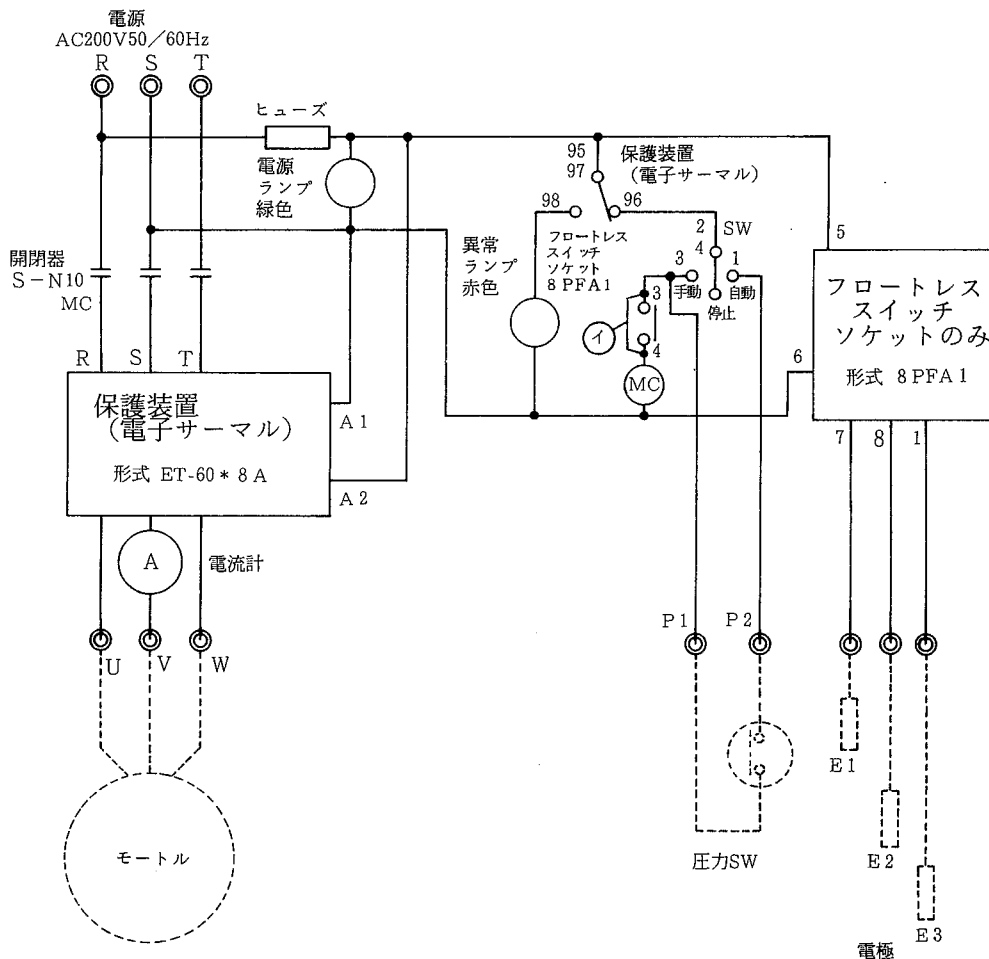 電源
AC200V50／60Hz
R S T
ヒューズ
電源
ランプ
緑色
95
97
保護装置
（電子サーマル）
98
96
フロートレス
スイッチ
ソケット
8PFA1
2 SW
4
3 1
手動 自動
停止
異常
ランプ
赤色
開閉器
S－N10
MC
3
イ
4
MC
5
フロートレス
スイッチ
ソケットのみ
形式 8PFA1
6
7 8 1
R S T
保護装置
（電子サーマル）
形式 ET-60＊8A
A1
A2
A
電流計
U V W
P1 P2
モートル
圧力SW
E1
E2
E3
電極